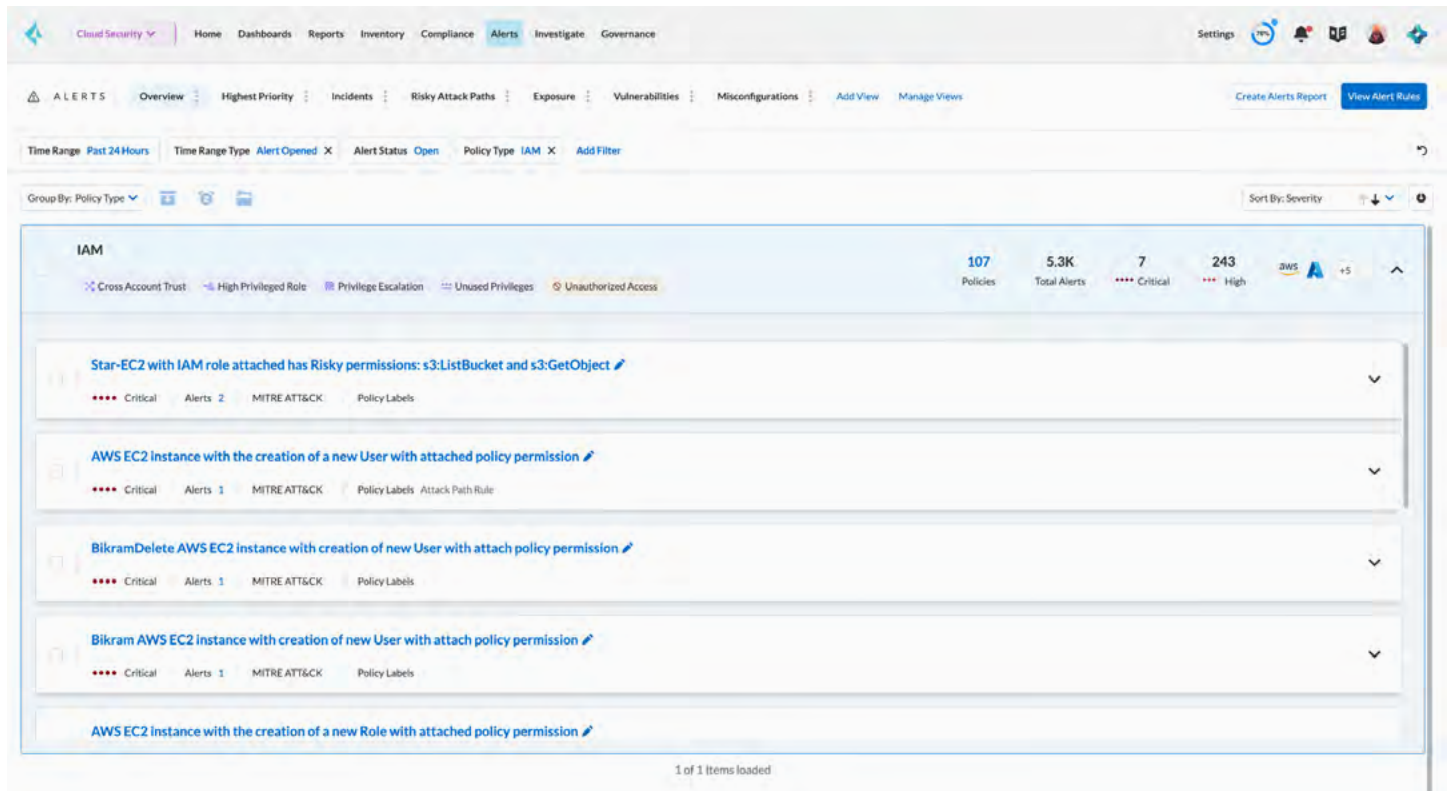 Cloud Security Home Dashboards Reports Inventory Compliance Alerts Investigate Governance Settings
ALERTS Overview Highest Priority Incidents Risky Attack Paths Exposure Vulnerabilities Misconfigurations Add View Manage Views Create Alerts Report View Alert Rules
Time Range Past 24 Hours Time Range Type Alert Opened X Alert Status Open Policy Type IAM X Add Filter
Group By: Policy Type Sort By: Severity
IAM 107 5.3K 7 243 aws +5
Cross Account Trust High Privileged Role Privilege Escalation Unused Privileges Unauthorized Access Policies Total Alerts Critical High
Star-EC2 with IAM role attached has Risky permissions: s3:ListBucket and s3:GetObject
Critical Alerts 2 MITRE ATT&CK Policy Labels
AWS EC2 instance with the creation of a new User with attached policy permission
Critical Alerts 1 MITRE ATT&CK Policy Labels Attack Path Rule
BikramDelete AWS EC2 instance with creation of new User with attach policy permission
Critical Alerts 1 MITRE ATT&CK Policy Labels
Bikram AWS EC2 instance with creation of new User with attach policy permission
Critical Alerts 1 MITRE ATT&CK Policy Labels
AWS EC2 instance with the creation of a new Role with attached policy permission
1 of 1 items loaded